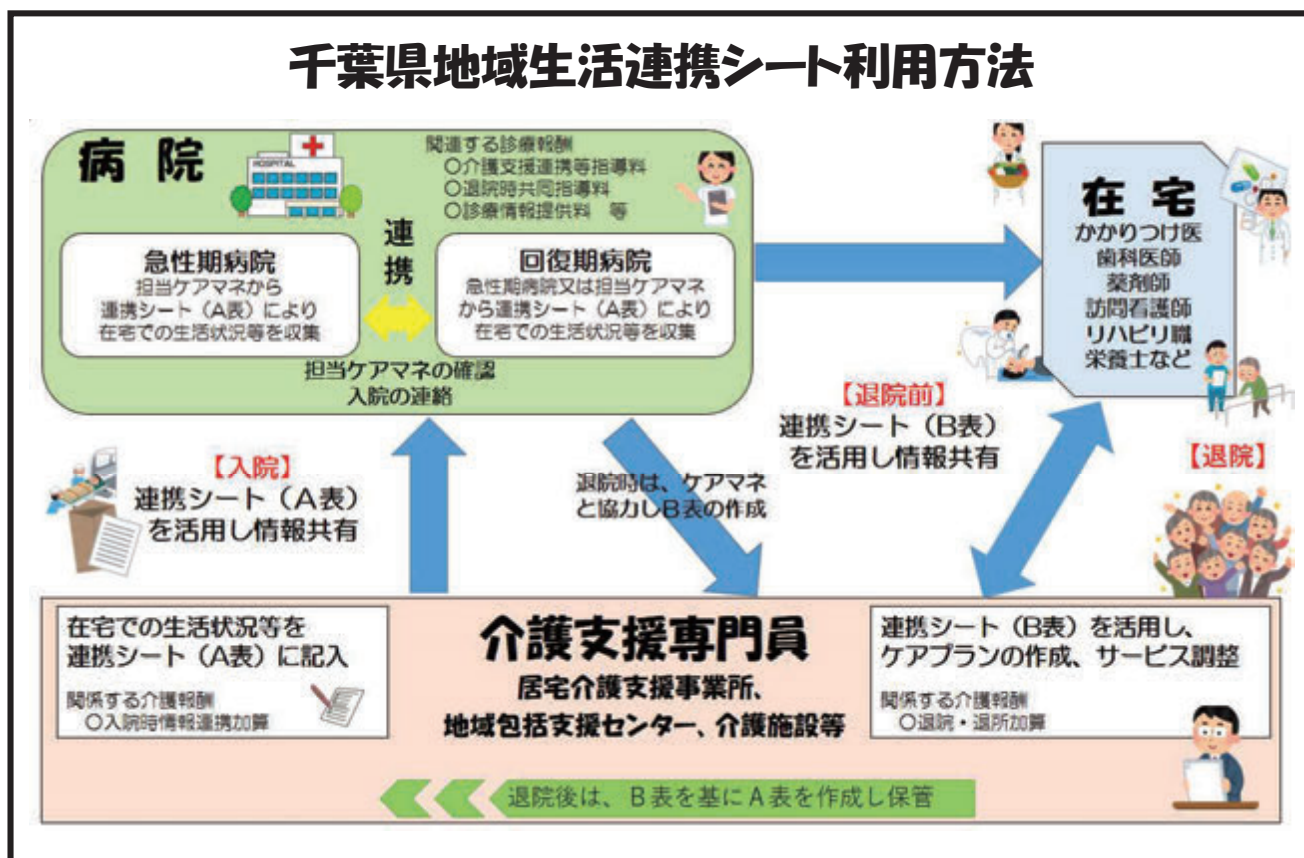 千葉県地域生活連携シート利用方法
病院
HOSPITAL
関連する診療報酬
○介護支援連携等指導料
○退院時共同指導料
○診療情報提供料 等
連携
急性期病院
担当ケアマネから
連携シート（A表）により
在宅での生活状況等を収集
回復期病院
急性期病院又は担当ケアマネ
から連携シート（A表）により
在宅での生活状況等を収集
担当ケアマネの確認
入院の連絡
在宅
かかりつけ医
歯科医師
薬剤師
訪問看護師
リハビリ職
栄養士など
【入院】
連携シート（A表）
を活用し情報共有
退院時は、ケアマネ
と協力しB表の作成
【退院前】
連携シート（B表）
を活用し情報共有
【退院】
在宅での生活状況等を
連携シート（A表）に記入
関係する介護報酬
○入院時情報連携加算
介護支援専門員
居宅介護支援事業所、
地域包括支援センター、介護施設等
連携シート（B表）を活用し、
ケアプランの作成、サービス調整
関係する介護報酬
○退院・退所加算
退院後は、B表を基にA表を作成し保管